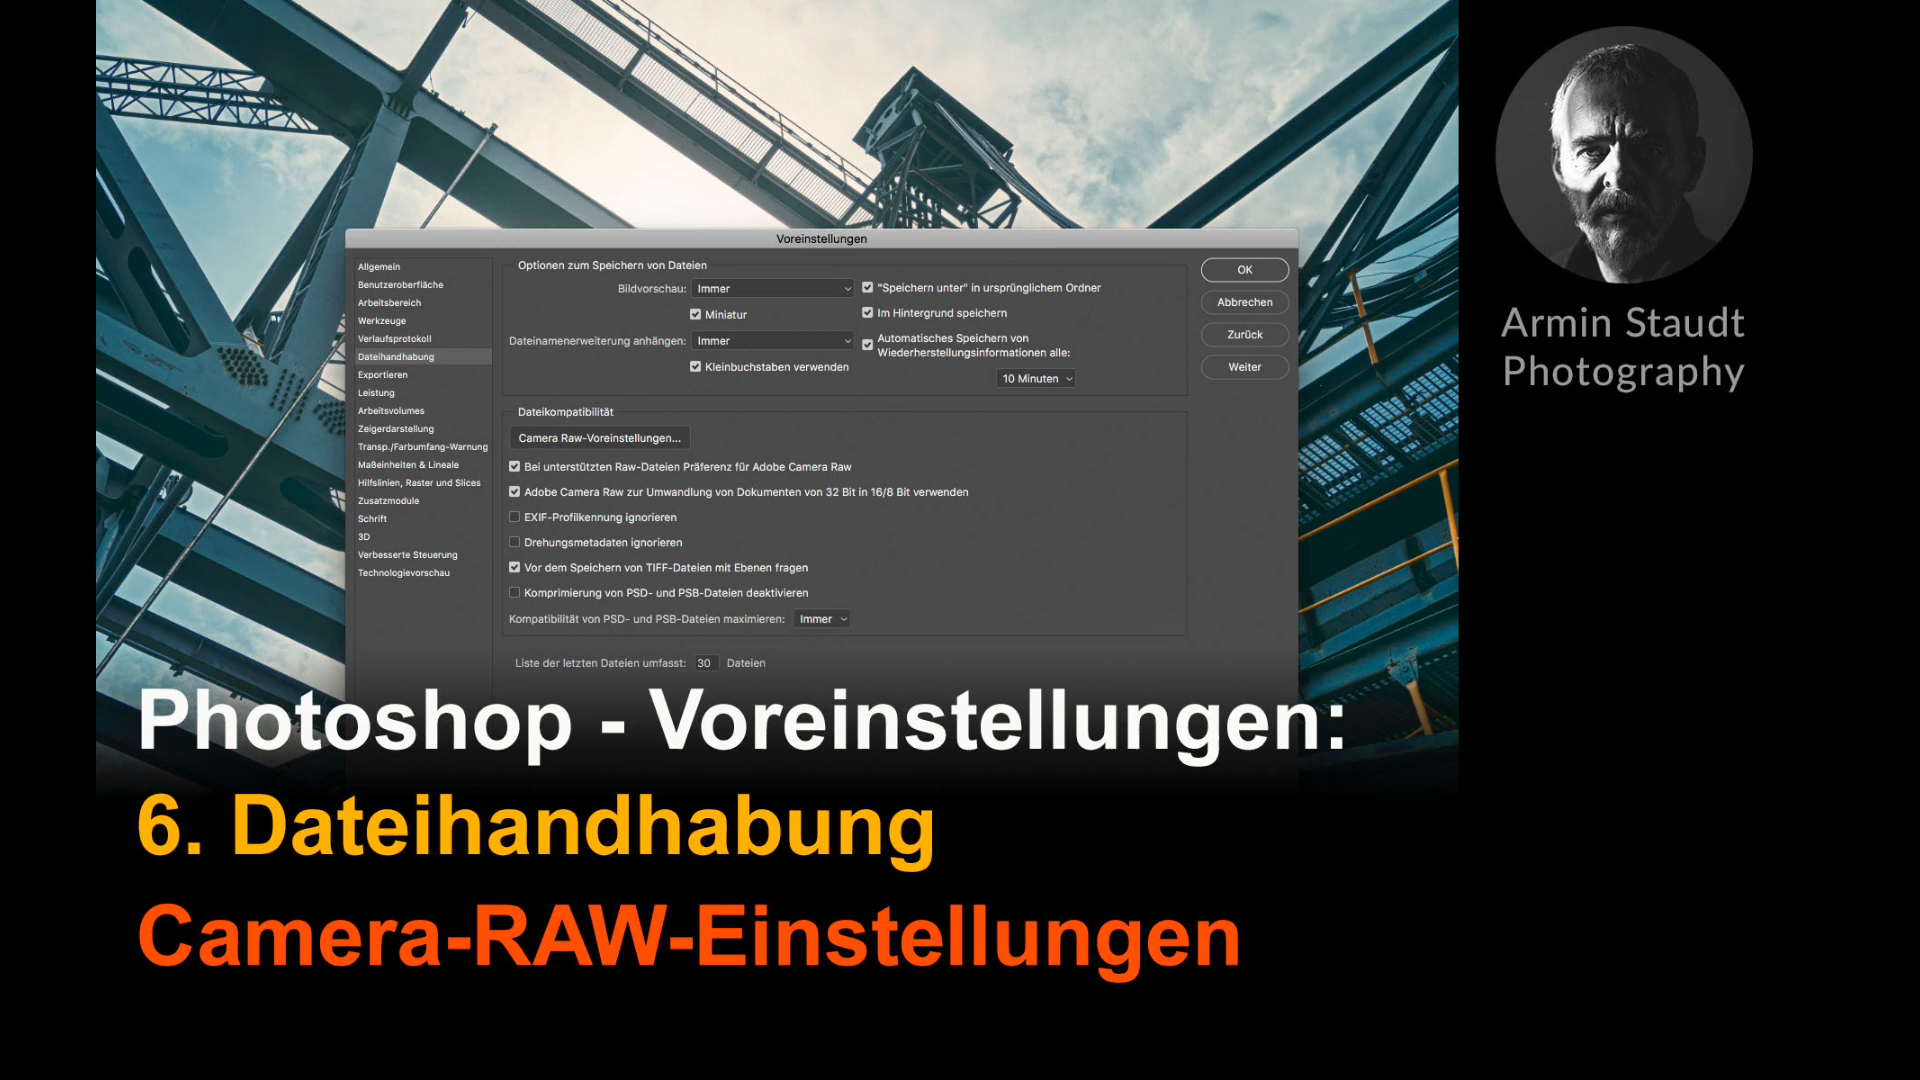 Armin Staudt
Photography
Voreinstellungen
Allgemein
Benutzeroberfläche
Arbeitsbereich
Werkzeuge
Verlaufsprotokoll
Dateihandhabung
Exportieren
Leistung
Arbeitsvolumes
Zeigerdarstellung
Transp./Farbumfang-Warnung
Maßeinheiten & Lineale
Hilfslinien, Raster und Slices
Zusatzmodule
Schrift
3D
Verbesserte Steuerung
Technologievorschau
Optionen zum Speichern von Dateien
Bildvorschau: Immer
Miniatur
Dateinamenerweiterung anhängen: Immer
Kleinbuchstaben verwenden
"Speichern unter" in ursprünglichem Ordner
Im Hintergrund speichern
Automatisches Speichern von
Wiederherstellungsinformationen alle:
10 Minuten
Dateikompatibilität
Camera Raw-Voreinstellungen...
Bei unterstützten Raw-Dateien Präferenz für Adobe Camera Raw
Adobe Camera Raw zur Umwandlung von Dokumenten von 32 Bit in 16/8 Bit verwenden
EXIF-Profilkennung ignorieren
Drehungsmetadaten ignorieren
Vor dem Speichern von TIFF-Dateien mit Ebenen fragen
Komprimierung von PSD- und PSB-Dateien deaktivieren
Kompatibilität von PSD- und PSB-Dateien maximieren: Immer
Liste der letzten Dateien umfasst: 30 Dateien
OK
Abbrechen
Zurück
Weiter
Photoshop - Voreinstellungen:
6. Dateihandhabung
Camera-RAW-Einstellungen